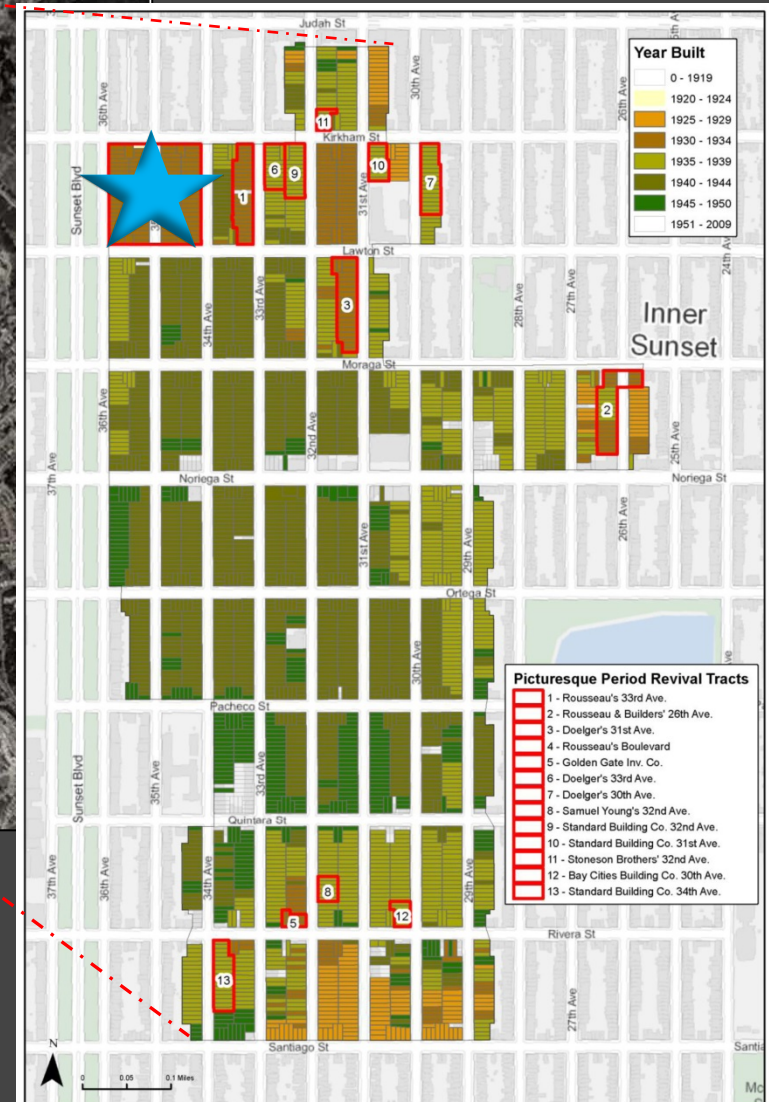 Judah St
36th Ave
30th Ave
26th Ave
Year Built
0 - 1919
1920 - 1924
1925 - 1929
1930 - 1934
1935 - 1939
1940 - 1944
1945 - 1950
1951 - 2009
11
Kirkham St
Sunset Blvd
1
6
9
31st Ave
10
7
Lawton St
24th Av
34th Ave
33rd Ave
3
28th Ave
27th Ave
Inner
Sunset
Moraga St
36th Ave
37th Ave
32nd Ave
2
25th Ave
Noriega St
Noriega St
31st Ave
29th Ave
26th Ave
Ortega St
30th Ave
Picturesque Period Revival Tracts
1 - Rousseau's 33rd Ave.
2 - Rousseau & Builders' 26th Ave.
3 - Doelger's 31st Ave.
4 - Rousseau's Boulevard
5 - Golden Gate Inv. Co.
6 - Doelger's 33rd Ave.
7 - Doelger's 30th Ave.
8 - Samuel Young's 32nd Ave.
9 - Standard Building Co. 32nd Ave.
10 - Standard Building Co. 31st Ave.
11 - Stoneson Brothers' 32nd Ave.
12 - Bay Cities Building Co. 30th Ave.
13 - Standard Building Co. 34th Ave.
Pacheco St
Sunset Blvd
35th Ave
33rd Ave
Quintara St
37th Ave
36th Ave
34th Ave
29th Ave
8
5
12
Rivera St
13
27th Ave
N
Santiago St
Santia
0 0.05 0.1 Miles
Mc